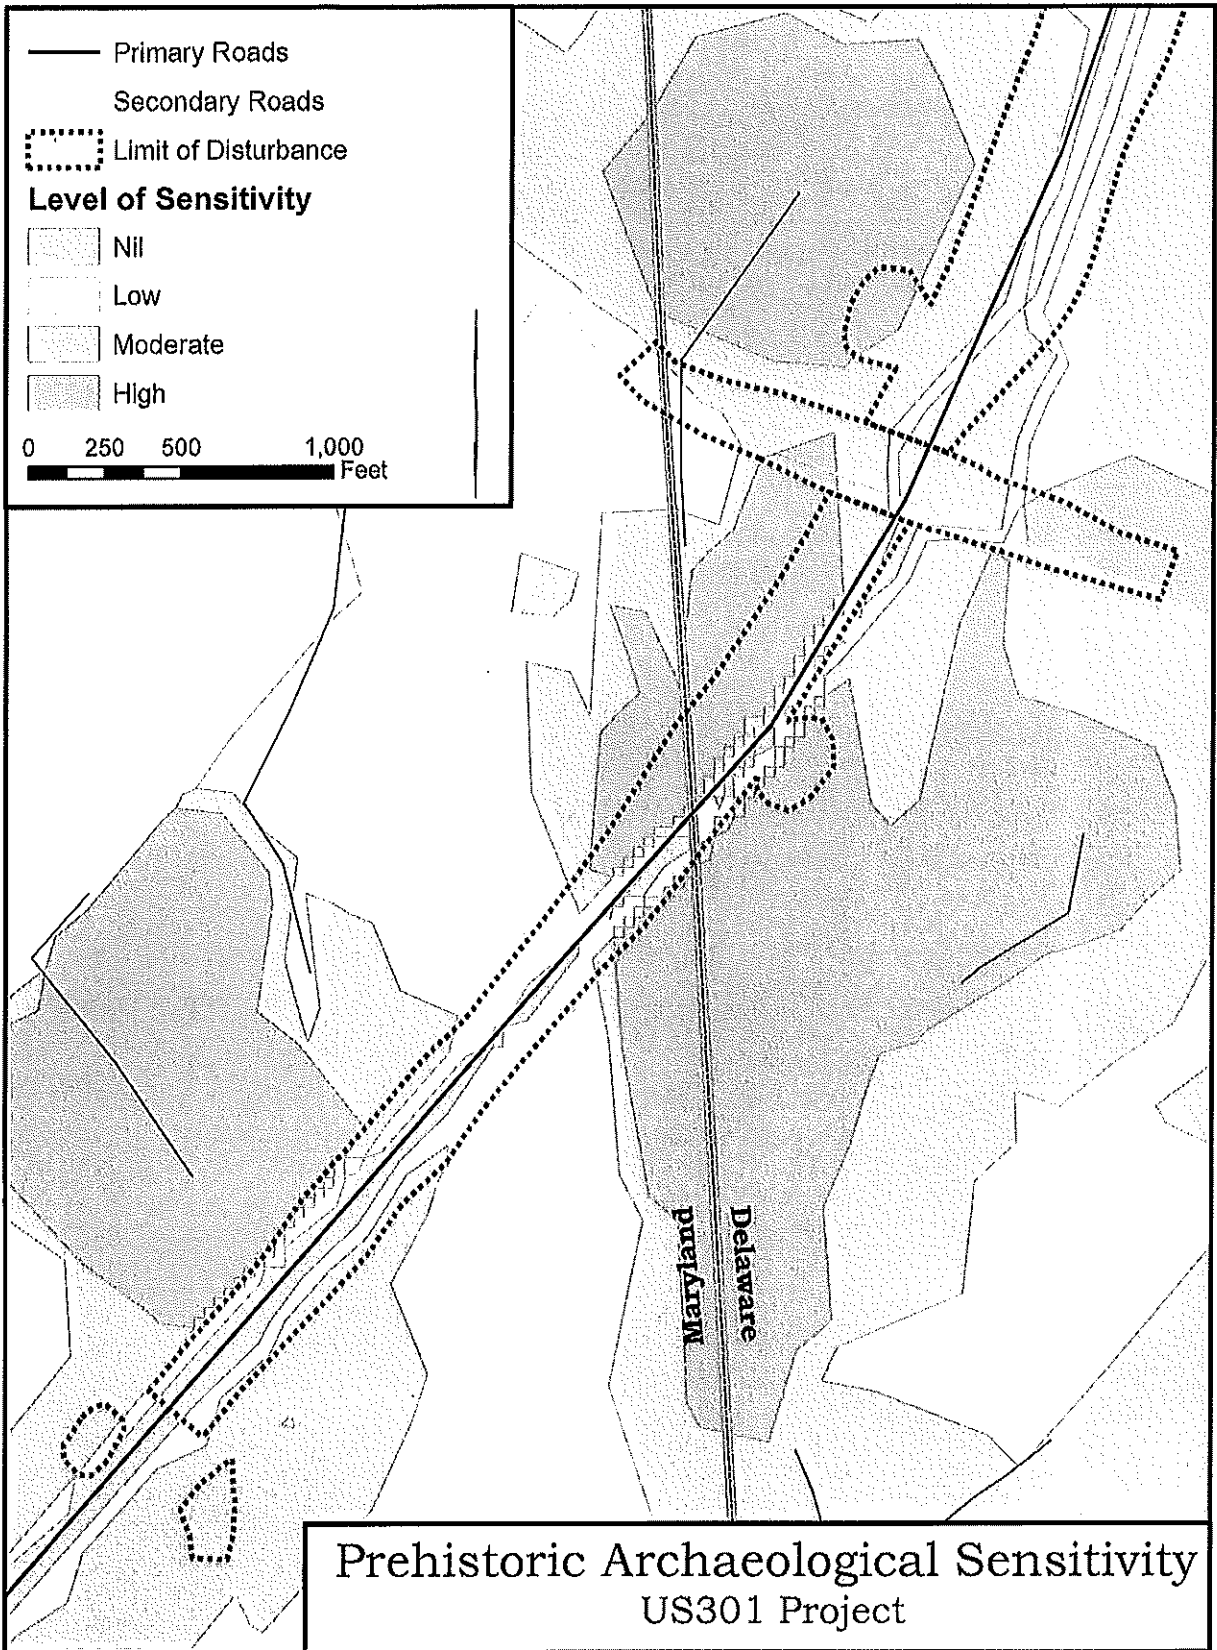 Primary Roads
Secondary Roads
Limit of Disturbance
Level of Sensitivity
Nil
Low
Moderate
High
0 250 500 1,000
Feet
Maryland
Delaware
Prehistoric Archaeological Sensitivity
US301 Project